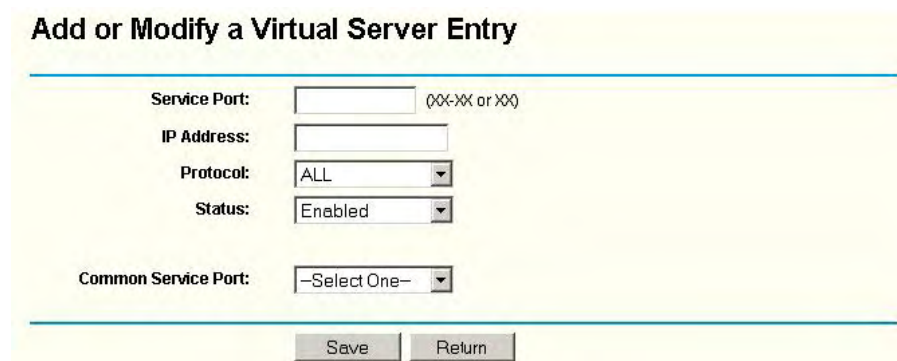 Add or Modify a Virtual Server Entry
Service Port: (XX-XX or XX)
IP Address:
Protocol: ALL
Status: Enabled
Common Service Port: --Select One--
Save Return